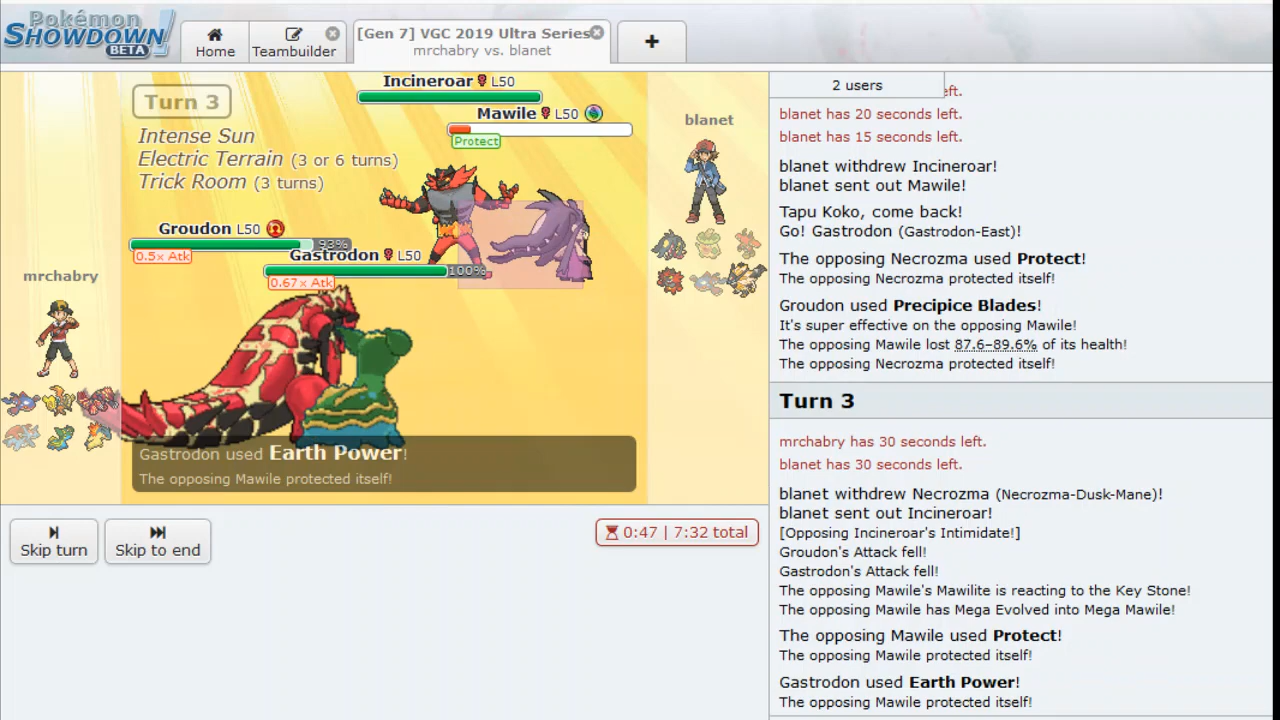 Pokémon
SHOWDOWN!
BETA
Home
Teambuilder
[Gen 7] VGC 2019 Ultra Series
mrchabry vs. blanet
+
Turn 3
Intense Sun
Electric Terrain (3 or 6 turns)
Trick Room (3 turns)
Incineroar L50
Mawile L50
Protect
Groudon L50
93%
0.5× Atk
Gastrodon L50
100%
0.67× Atk
mrchabry
blanet
Gastrodon used Earth Power!
The opposing Mawile protected itself!
Skip turn
Skip to end
0:47 | 7:32 total
2 users
left.
blanet has 20 seconds left.
blanet has 15 seconds left.
blanet withdrew Incineroar!
blanet sent out Mawile!
Tapu Koko, come back!
Go! Gastrodon (Gastrodon-East)!
The opposing Necrozma used Protect!
The opposing Necrozma protected itself!
Groudon used Precipice Blades!
It's super effective on the opposing Mawile!
The opposing Mawile lost 87.6–89.6% of its health!
The opposing Necrozma protected itself!
Turn 3
mrchabry has 30 seconds left.
blanet has 30 seconds left.
blanet withdrew Necrozma (Necrozma-Dusk-Mane)!
blanet sent out Incineroar!
[Opposing Incineroar's Intimidate!]
Groudon's Attack fell!
Gastrodon's Attack fell!
The opposing Mawile's Mawilite is reacting to the Key Stone!
The opposing Mawile has Mega Evolved into Mega Mawile!
The opposing Mawile used Protect!
The opposing Mawile protected itself!
Gastrodon used Earth Power!
The opposing Mawile protected itself!